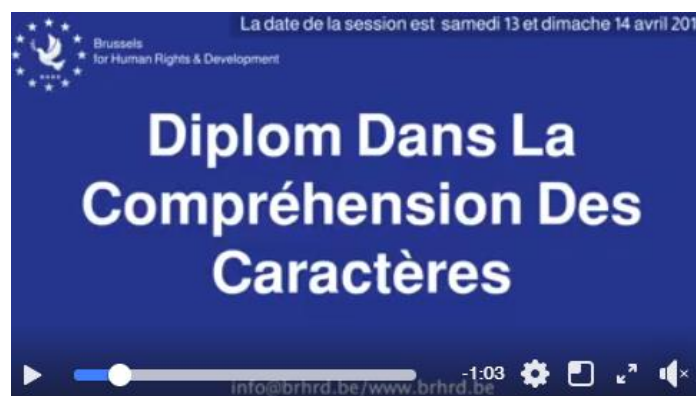 La date de la session est samedi 13 et dimache 14 avril 201
Brussels
for Human Rights & Development
Diplom Dans La
Compréhension Des
Caractères
-1:03
info@brhrd.be/www.brhrd.be